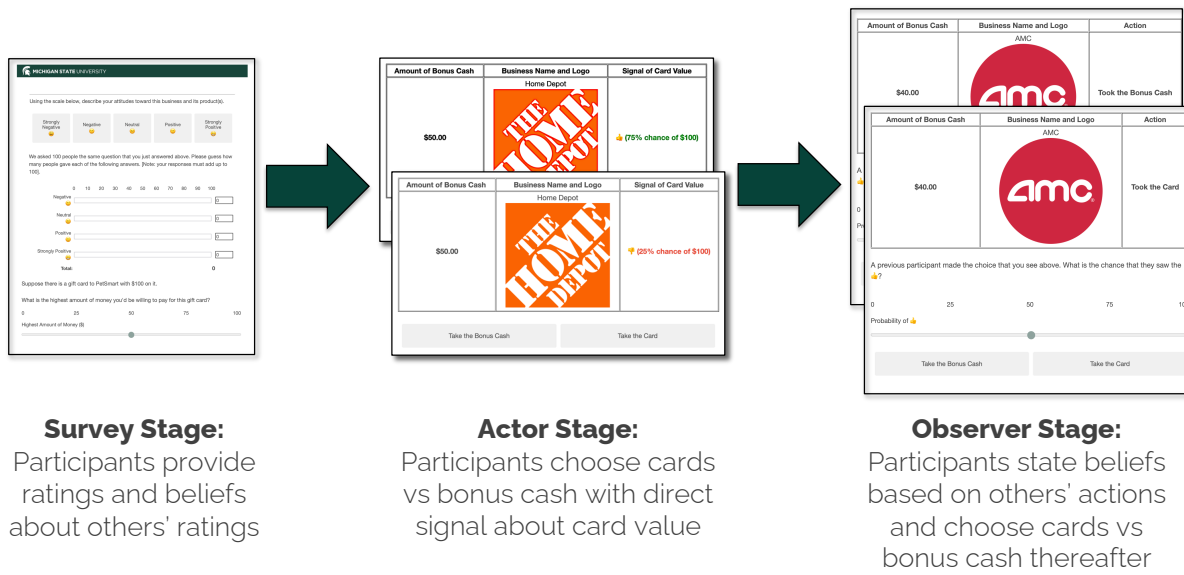 MICHIGAN STATE UNIVERSITY
Using the scale below, describe your attitudes toward this business and its product(s).
Strongly Negative
Negative
Neutral
Positive
Strongly Positive
We asked 100 people the same question that you just answered above. Please guess how
many people gave each of the following answers. [Note: your responses must add up to
100].
0 10 20 30 40 50 60 70 80 90 100
Negative 0
Neutral 0
Positive 0
Strongly Positive 0
Total: 0
Suppose there is a gift card to PetSmart with $100 on it.
What is the highest amount of money you'd be willing to pay for this gift card?
0 25 50 75 100
Highest Amount of Money ($)
Survey Stage:
Participants provide
ratings and beliefs
about others' ratings
Amount of Bonus Cash Business Name and Logo Signal of Card Value
Home Depot
$50.00 THE HOME DEPOT 👍 (75% chance of $100)
Amount of Bonus Cash Business Name and Logo Signal of Card Value
Home Depot
$50.00 THE HOME DEPOT 👎 (25% chance of $100)
Take the Bonus Cash Take the Card
Actor Stage:
Participants choose cards
vs bonus cash with direct
signal about card value
Amount of Bonus Cash Business Name and Logo Action
AMC
$40.00 amc Took the Bonus Cash
A
0
Amount of Bonus Cash Business Name and Logo Action
AMC
$40.00 amc Took the Card
A previous participant made the choice that you see above. What is the chance that they saw the
👍?
0 25 50 75
Probability of 👍
Take the Bonus Cash Take the Card
Observer Stage:
Participants state beliefs
based on others' actions
and choose cards vs
bonus cash thereafter